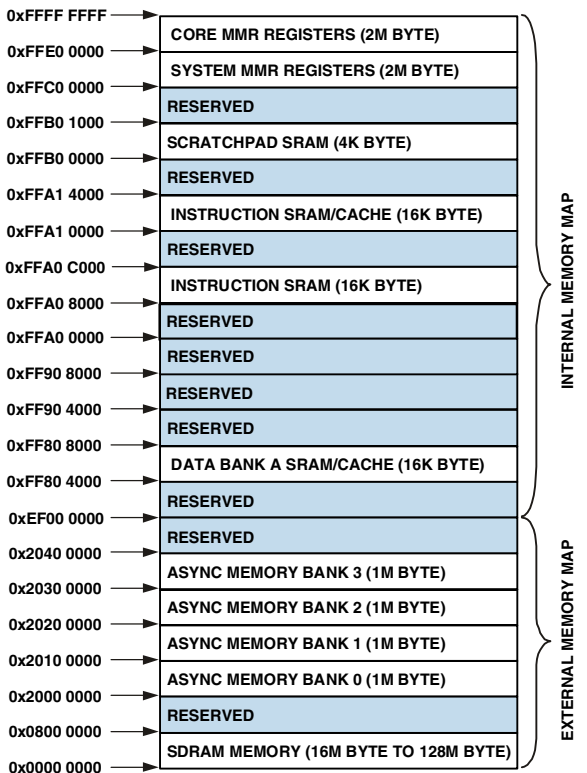 0xFFFF FFFF
CORE MMR REGISTERS (2M BYTE)
0xFFE0 0000
SYSTEM MMR REGISTERS (2M BYTE)
0xFFC0 0000
RESERVED
0xFFB0 1000
SCRATCHPAD SRAM (4K BYTE)
0xFFB0 0000
RESERVED
0xFFA1 4000
INSTRUCTION SRAM/CACHE (16K BYTE)
0xFFA1 0000
RESERVED
0xFFA0 C000
INSTRUCTION SRAM (16K BYTE)
0xFFA0 8000
RESERVED
0xFFA0 0000
RESERVED
0xFF90 8000
RESERVED
0xFF90 4000
RESERVED
0xFF80 8000
DATA BANK A SRAM/CACHE (16K BYTE)
0xFF80 4000
RESERVED
0xEF00 0000
RESERVED
0x2040 0000
ASYNC MEMORY BANK 3 (1M BYTE)
0x2030 0000
ASYNC MEMORY BANK 2 (1M BYTE)
0x2020 0000
ASYNC MEMORY BANK 1 (1M BYTE)
0x2010 0000
ASYNC MEMORY BANK 0 (1M BYTE)
0x2000 0000
RESERVED
0x0800 0000
SDRAM MEMORY (16M BYTE TO 128M BYTE)
0x0000 0000
INTERNAL MEMORY MAP
EXTERNAL MEMORY MAP